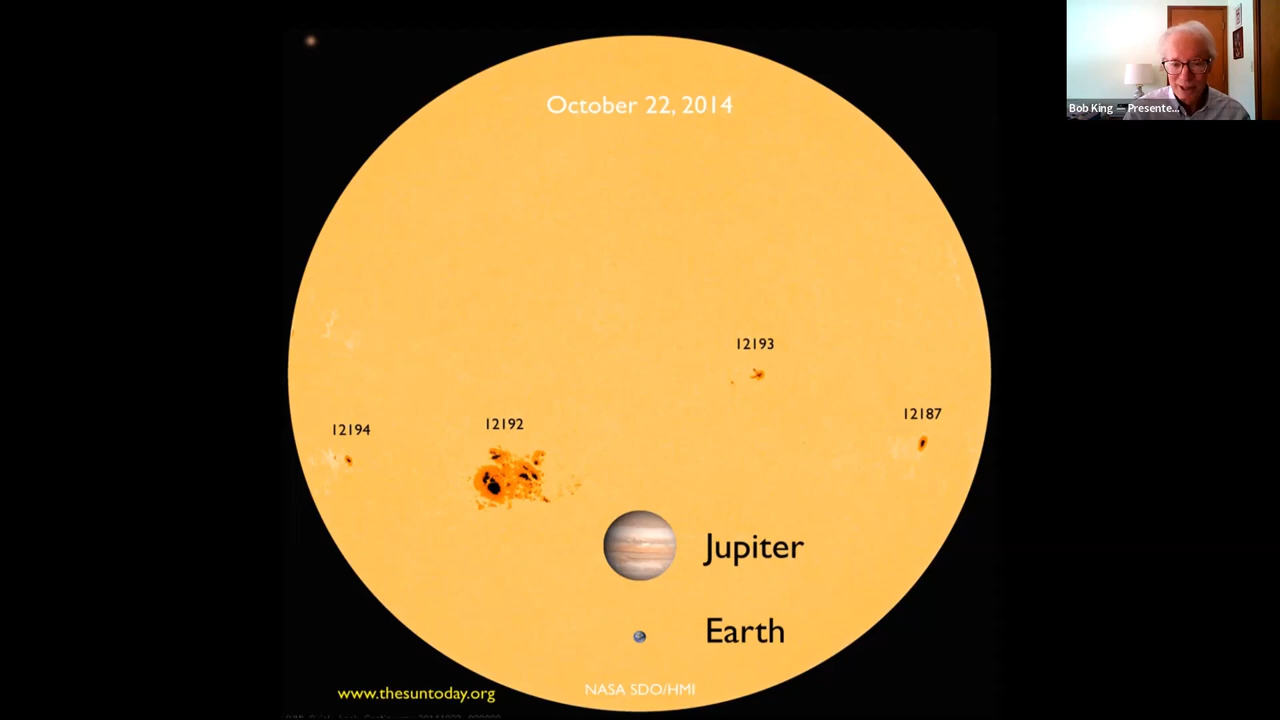 October 22, 2014
12193
12187
12194
12192
Jupiter
Earth
NASA SDO/HMI
www.thesuntoday.org
Bob King — Presente...